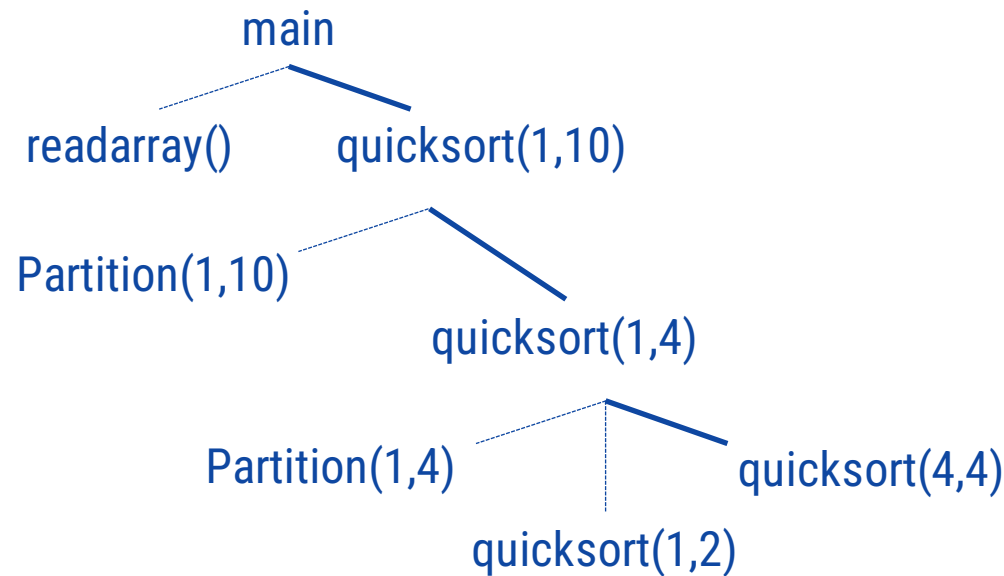 main
readarray()
quicksort(1,10)
Partition(1,10)
quicksort(1,4)
Partition(1,4)
quicksort(4,4)
quicksort(1,2)